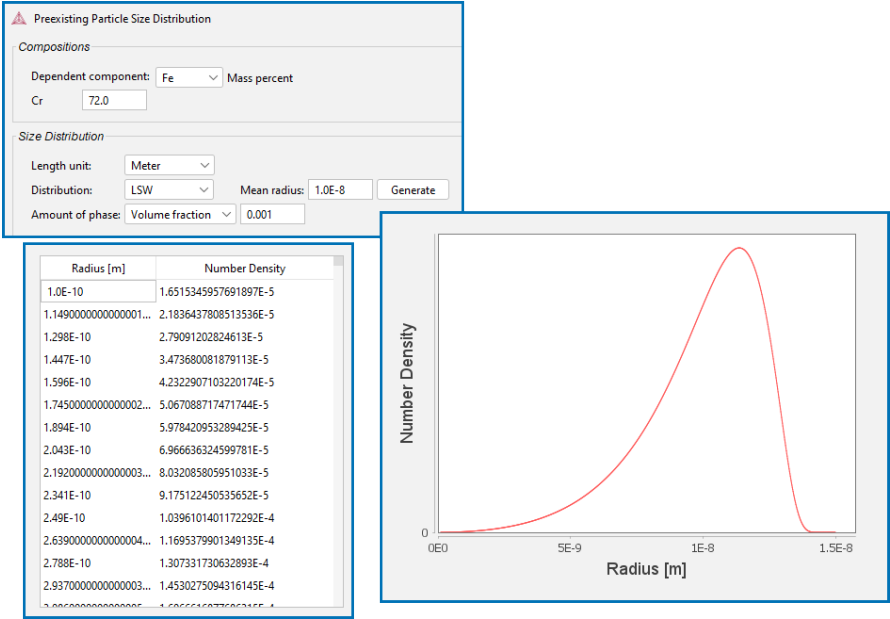 Preexisting Particle Size Distribution
Compositions
Dependent component: Fe Mass percent
Cr 72.0
Size Distribution
Length unit: Meter
Distribution: LSW Mean radius: 1.0E-8 Generate
Amount of phase: Volume fraction 0.001
Radius [m] Number Density
1.0E-10 1.6515345957691897E-5
1.1490000000000001... 2.1836437808513536E-5
1.298E-10 2.79091202824613E-5
1.447E-10 3.473680081879113E-5
1.596E-10 4.2322907103220174E-5
1.7450000000000002... 5.067088717471744E-5
1.894E-10 5.978420953289425E-5
2.043E-10 6.966636324599781E-5
2.1920000000000003... 8.032085805951033E-5
2.341E-10 9.175122450535652E-5
2.49E-10 1.0396101401172292E-4
2.6390000000000004... 1.1695379901349135E-4
2.788E-10 1.307331730632893E-4
2.9370000000000003... 1.4530275094316145E-4
Number Density
0
0E0 5E-9 1E-8 1.5E-8
Radius [m]